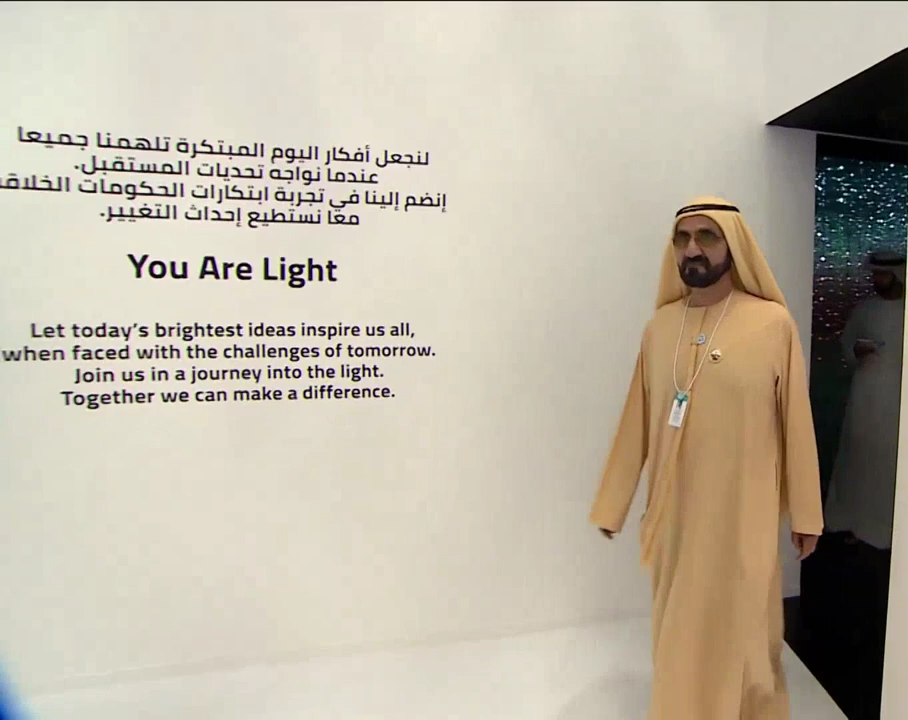 لنجعل أفكار اليوم المبتكرة تلهمنا جميعا
عندما نواجه تحديات المستقبل.
إنضم إلينا في تجربة ابتكارات الحكومات الخلاقة
معًا نستطيع إحداث التغيير.
You Are Light
Let today's brightest ideas inspire us all,
when faced with the challenges of tomorrow.
Join us in a journey into the light.
Together we can make a difference.